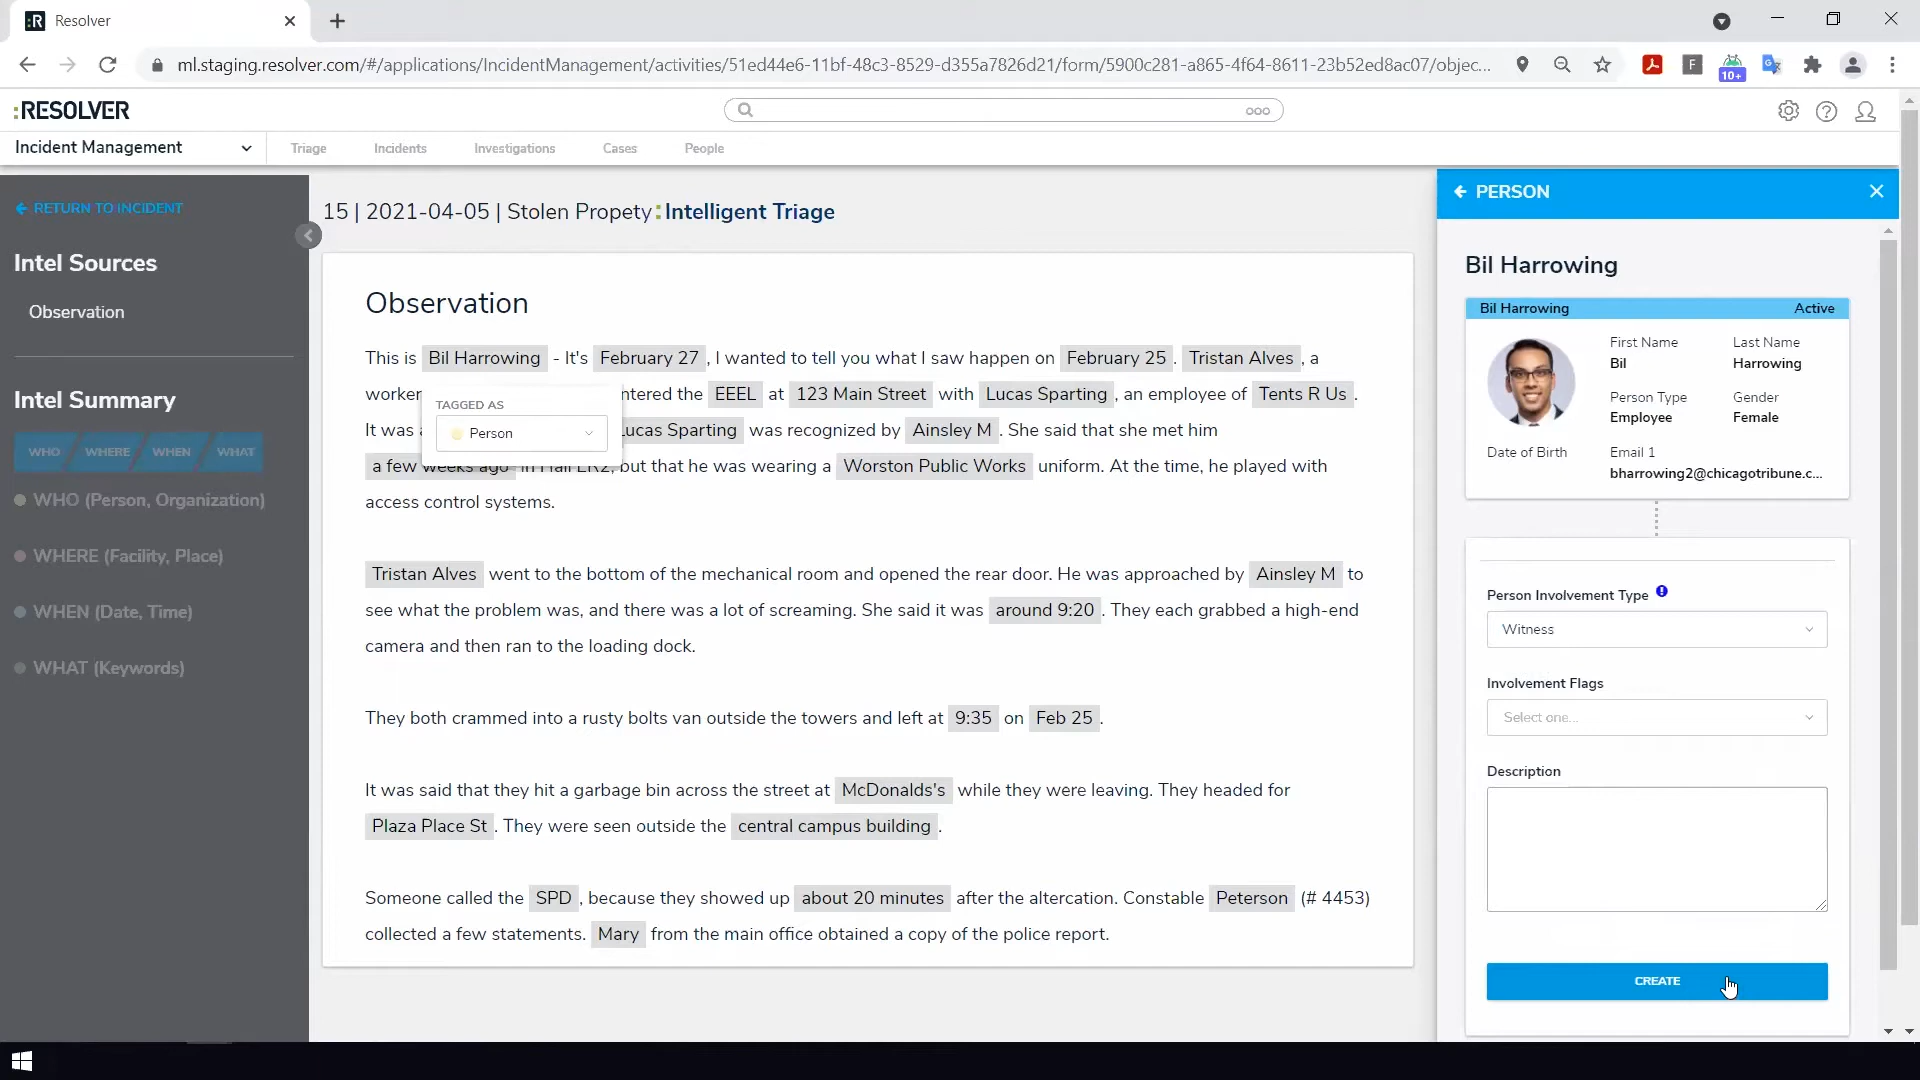 Resolver
ml.staging.resolver.com/#/applications/IncidentManagement/activities/51ed44e6-11bf-48c3-8529-d355a7826d21/form/5900c281-a865-4f64-8611-23b52ed8ac07/objec...
F
10+
:RESOLVER
Incident Management
Triage
Incidents
Investigations
Cases
People
RETURN TO INCIDENT
Intel Sources
Observation
Intel Summary
WHO WHERE WHEN WHAT
WHO (Person, Organization)
WHERE (Facility, Place)
WHEN (Date, Time)
WHAT (Keywords)
15 | 2021-04-05 | Stolen Propety:Intelligent Triage
Observation
This is Bil Harrowing - It's February 27 , I wanted to tell you what I saw happen on February 25 . Tristan Alves , a
worker ntered the EEEL at 123 Main Street with Lucas Sparting , an employee of Tents R Us .
It was Lucas Sparting was recognized by Ainsley M . She said that she met him
a few weeks ago in Hall ER2, but that he was wearing a Worston Public Works uniform. At the time, he played with
access control systems.
TAGGED AS
Person
Tristan Alves went to the bottom of the mechanical room and opened the rear door. He was approached by Ainsley M to
see what the problem was, and there was a lot of screaming. She said it was around 9:20 . They each grabbed a high-end
camera and then ran to the loading dock.
They both crammed into a rusty bolts van outside the towers and left at 9:35 on Feb 25 .
It was said that they hit a garbage bin across the street at McDonalds's while they were leaving. They headed for
Plaza Place St . They were seen outside the central campus building .
Someone called the SPD , because they showed up about 20 minutes after the altercation. Constable Peterson (# 4453)
collected a few statements. Mary from the main office obtained a copy of the police report.
PERSON
Bil Harrowing
Bil Harrowing Active
First Name Last Name
Bil Harrowing
Person Type Gender
Employee Female
Date of Birth Email 1
bharrowing2@chicagotribune.c...
Person Involvement Type
Witness
Involvement Flags
Select one...
Description
CREATE